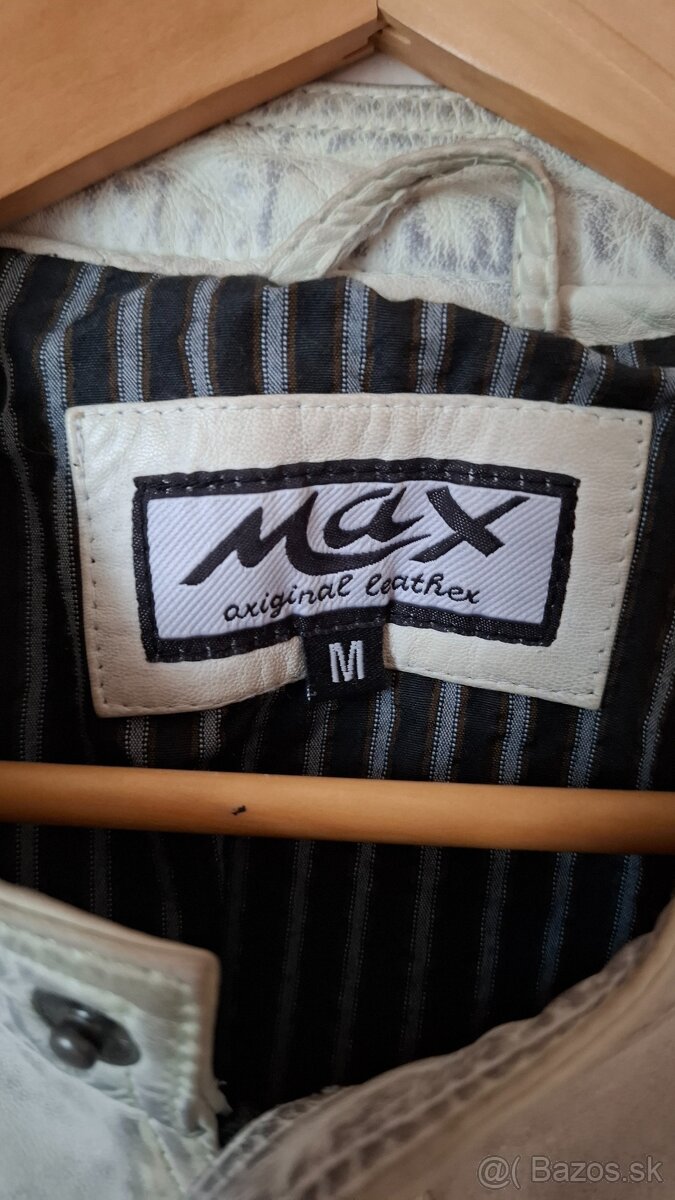 Max
original leather
M
@( Bazos.sk